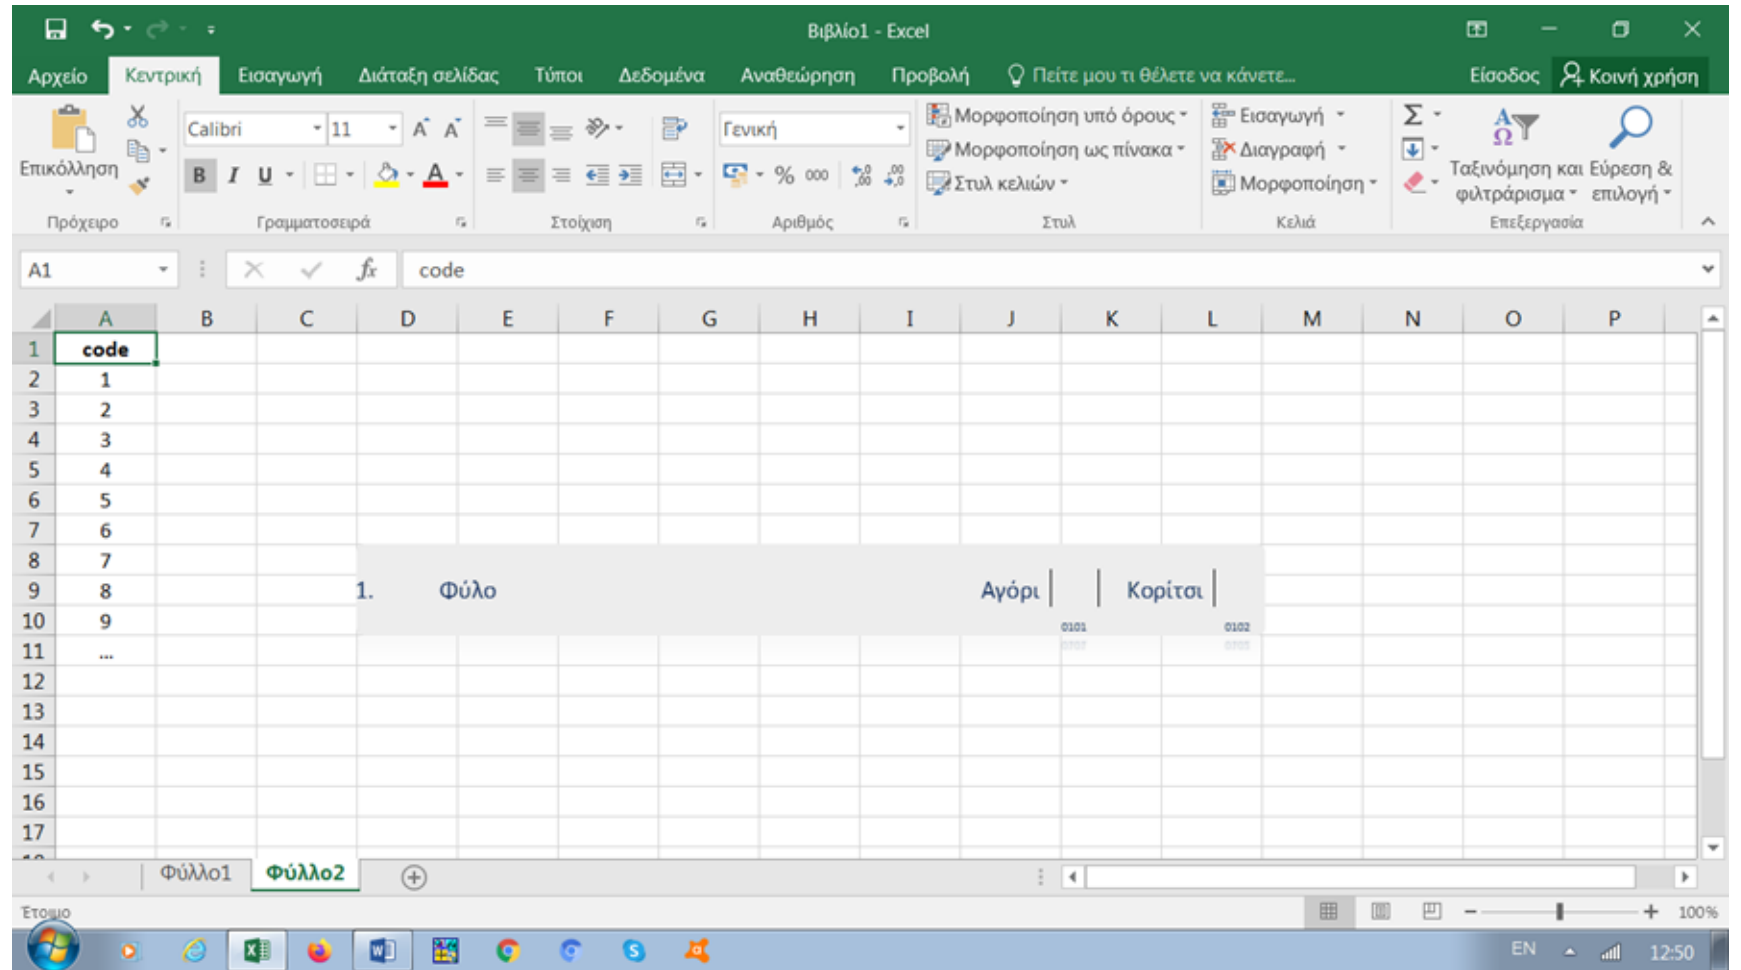 Βιβλίο1 - Excel
Αρχείο Κεντρική Εισαγωγή Διάταξη σελίδας Τύποι Δεδομένα Αναθεώρηση Προβολή Πείτε μου τι θέλετε να κάνετε... Είσοδος Κοινή χρήση
Επικόλληση
Calibri 11 A A
B I U A
Γενική
% 000
Μορφοποίηση υπό όρους
Μορφοποίηση ως πίνακα
Στυλ κελιών
Εισαγωγή
Διαγραφή
Μορφοποίηση
Σ
Ταξινόμηση και φιλτράρισμα
Εύρεση & επιλογή
Πρόχειρο Γραμματοσειρά Στοίχιση Αριθμός Στυλ Κελιά Επεξεργασία
A1 fx code
A B C D E F G H I J K L M N O P
1 code
2 1
3 2
4 3
5 4
6 5
7 6
8 7
9 8
10 9
11 ...
12
13
14
15
16
17
1. Φύλο Αγόρι Κορίτσι
0101 0102
Φύλλο1 Φύλλο2
Έτοιμο 100%
EN 12:50